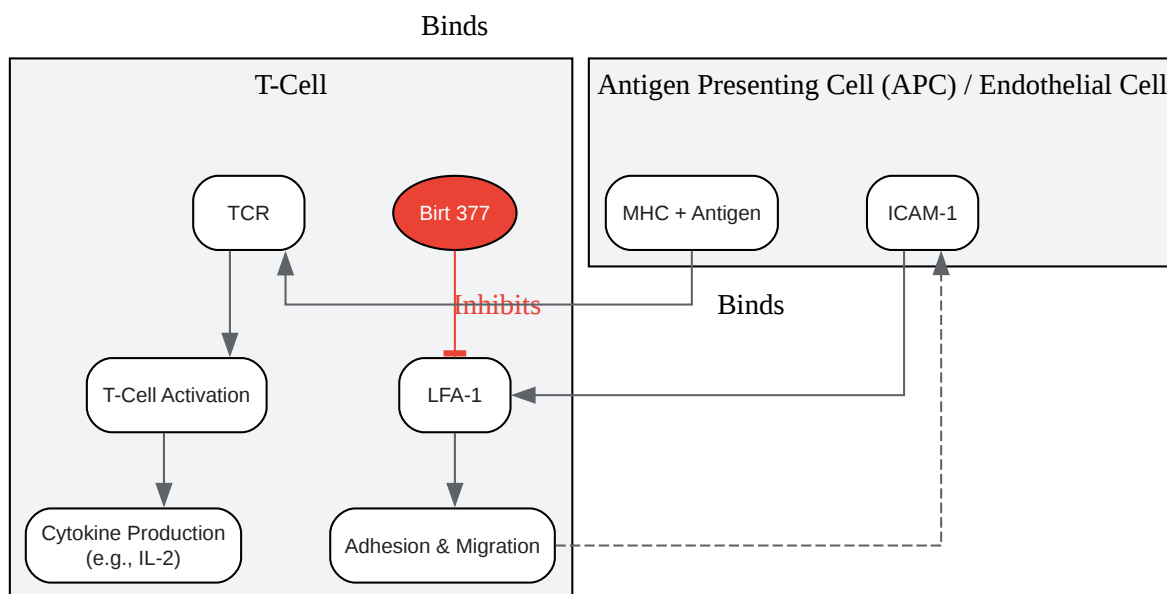 Binds
T-Cell
Antigen Presenting Cell (APC) / Endothelial Cell
TCR
Birt 377
MHC + Antigen
ICAM-1
Inhibits
Binds
T-Cell Activation
LFA-1
Cytokine Production
(e.g., IL-2)
Adhesion & Migration